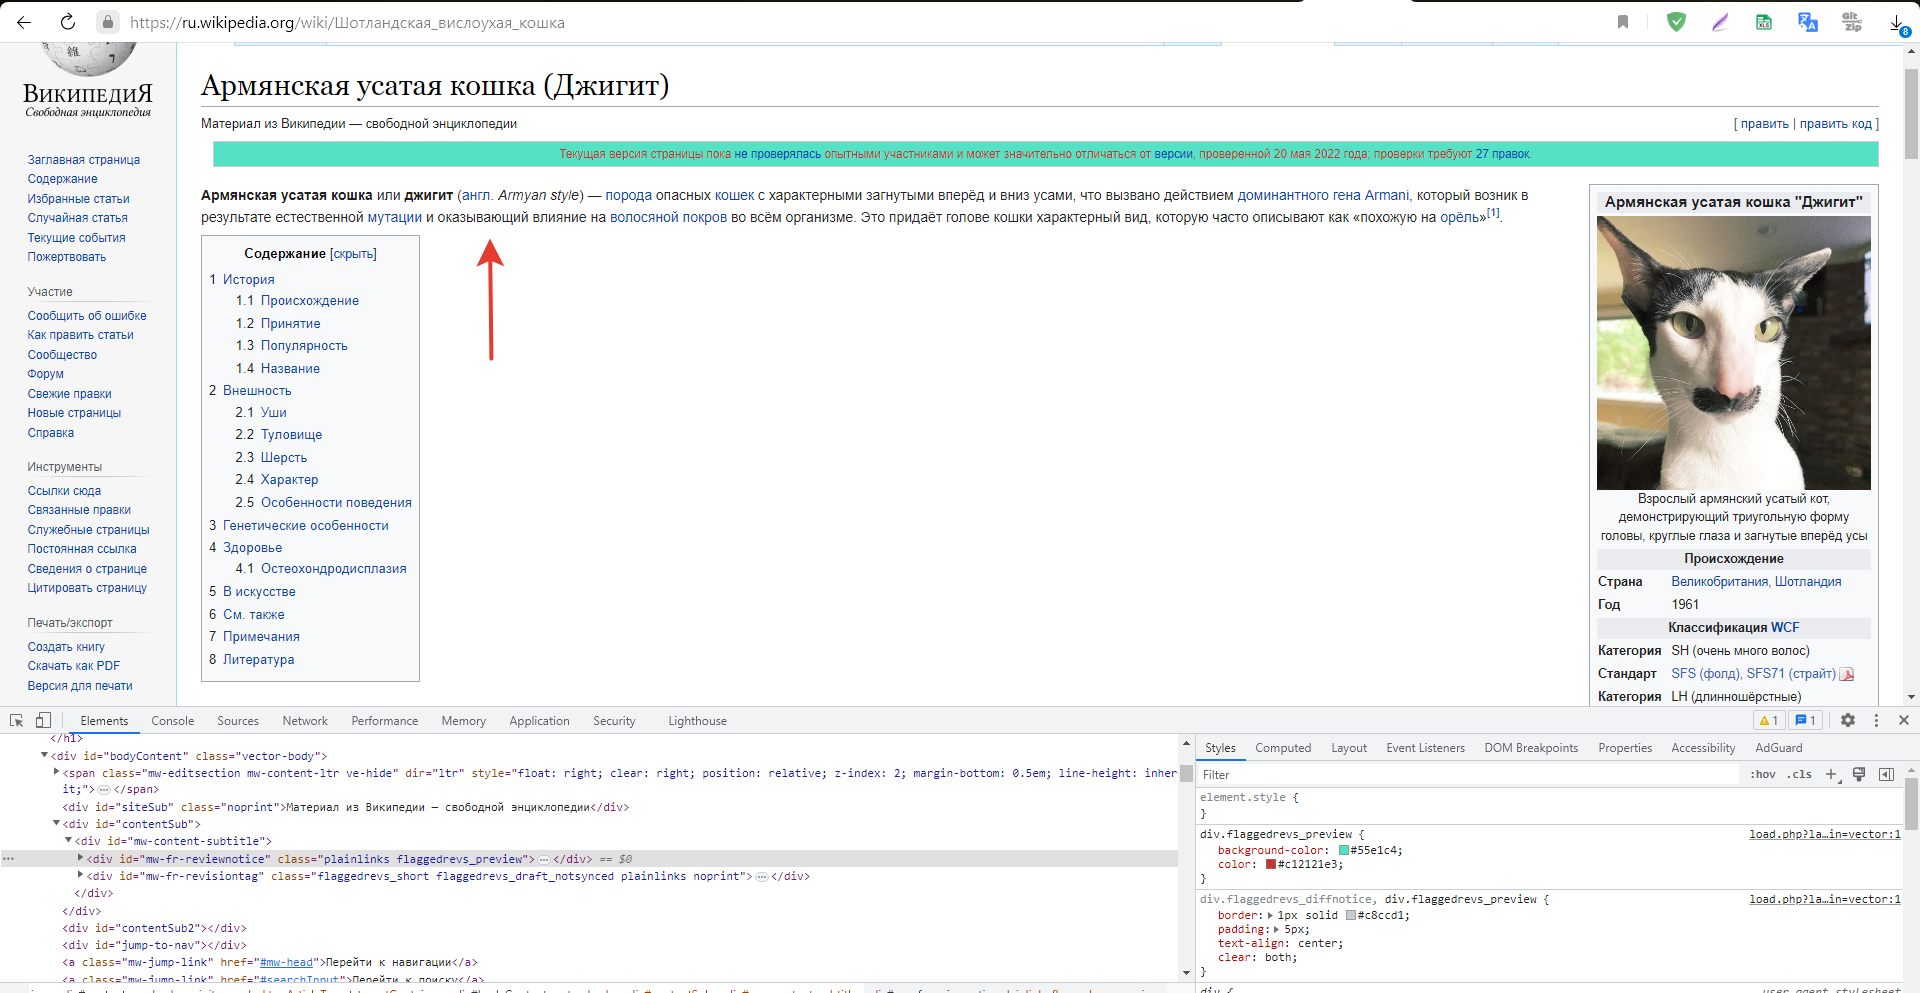 https://ru.wikipedia.org/wiki/Шотландская_вислоухая_кошка
Git Zip
8
ВикипедиЯ
Свободная энциклопедия
Заглавная страница
Содержание
Избранные статьи
Случайная статья
Текущие события
Пожертвовать
Участие
Сообщить об ошибке
Как править статьи
Сообщество
Форум
Свежие правки
Новые страницы
Справка
Инструменты
Ссылки сюда
Связанные правки
Служебные страницы
Постоянная ссылка
Сведения о странице
Цитировать страницу
Печать/экспорт
Создать книгу
Скачать как PDF
Версия для печати
Армянская усатая кошка (Джигит)
Материал из Википедии — свободной энциклопедии
[ править | править код ]
Текущая версия страницы пока не проверялась опытными участниками и может значительно отличаться от версии, проверенной 20 мая 2022 года; проверки требуют 27 правок.
Армянская усатая кошка или джигит (англ. Armyan style) — порода опасных кошек с характерными загнутыми вперёд и вниз усами, что вызвано действием доминантного гена Armani, который возник в
результате естественной мутации и оказывающий влияние на волосяной покров во всём организме. Это придаёт голове кошки характерный вид, которую часто описывают как «похожую на орёль»[1].
Содержание [скрыть]
1 История
1.1 Происхождение
1.2 Принятие
1.3 Популярность
1.4 Название
2 Внешность
2.1 Уши
2.2 Туловище
2.3 Шерсть
2.4 Характер
2.5 Особенности поведения
3 Генетические особенности
4 Здоровье
4.1 Остеохондродисплазия
5 В искусстве
6 См. также
7 Примечания
8 Литература
Армянская усатая кошка "Джигит"
Взрослый армянский усатый кот,
демонстрирующий триугольную форму
головы, круглые глаза и загнутые вперёд усы
Происхождение
Страна Великобритания, Шотландия
Год 1961
Классификация WCF
Категория SH (очень много волос)
Стандарт SFS (фолд), SFS71 (страйт)
Категория LH (длинношёрстные)
Elements Console Sources Network Performance Memory Application Security Lighthouse
1 1
</h1>
<div id="bodyContent" class="vector-body">
<span class="mw-editsection mw-content-ltr ve-hide" dir="ltr" style="float: right; clear: right; position: relative; z-index: 2; margin-bottom: 0.5em; line-height: inher
it;">…</span>
<div id="siteSub" class="noprint">Материал из Википедии — свободной энциклопедии</div>
<div id="contentSub">
<div id="mw-content-subtitle">
<div id="mw-fr-reviewnotice" class="plainlinks flaggedrevs_preview">…</div> == $0
<div id="mw-fr-revisiontag" class="flaggedrevs_short flaggedrevs_draft_notsynced plainlinks noprint">…</div>
</div>
</div>
<div id="contentSub2"></div>
<div id="jump-to-nav"></div>
<a class="mw-jump-link" href="#mw-head">Перейти к навигации</a>
<a class="mw-jump-link" href="#searchInput">Перейти к поиску</a>
Styles Computed Layout Event Listeners DOM Breakpoints Properties Accessibility AdGuard
Filter
:hov .cls +
element.style {
}
div.flaggedrevs_preview { load.php?la…in=vector:1
background-color: #55e1c4;
color: #c12121e3;
}
div.flaggedrevs_diffnotice, div.flaggedrevs_preview { load.php?la…in=vector:1
border: 1px solid #c8ccd1;
padding: 5px;
text-align: center;
clear: both;
}
div { user agent stylesheet